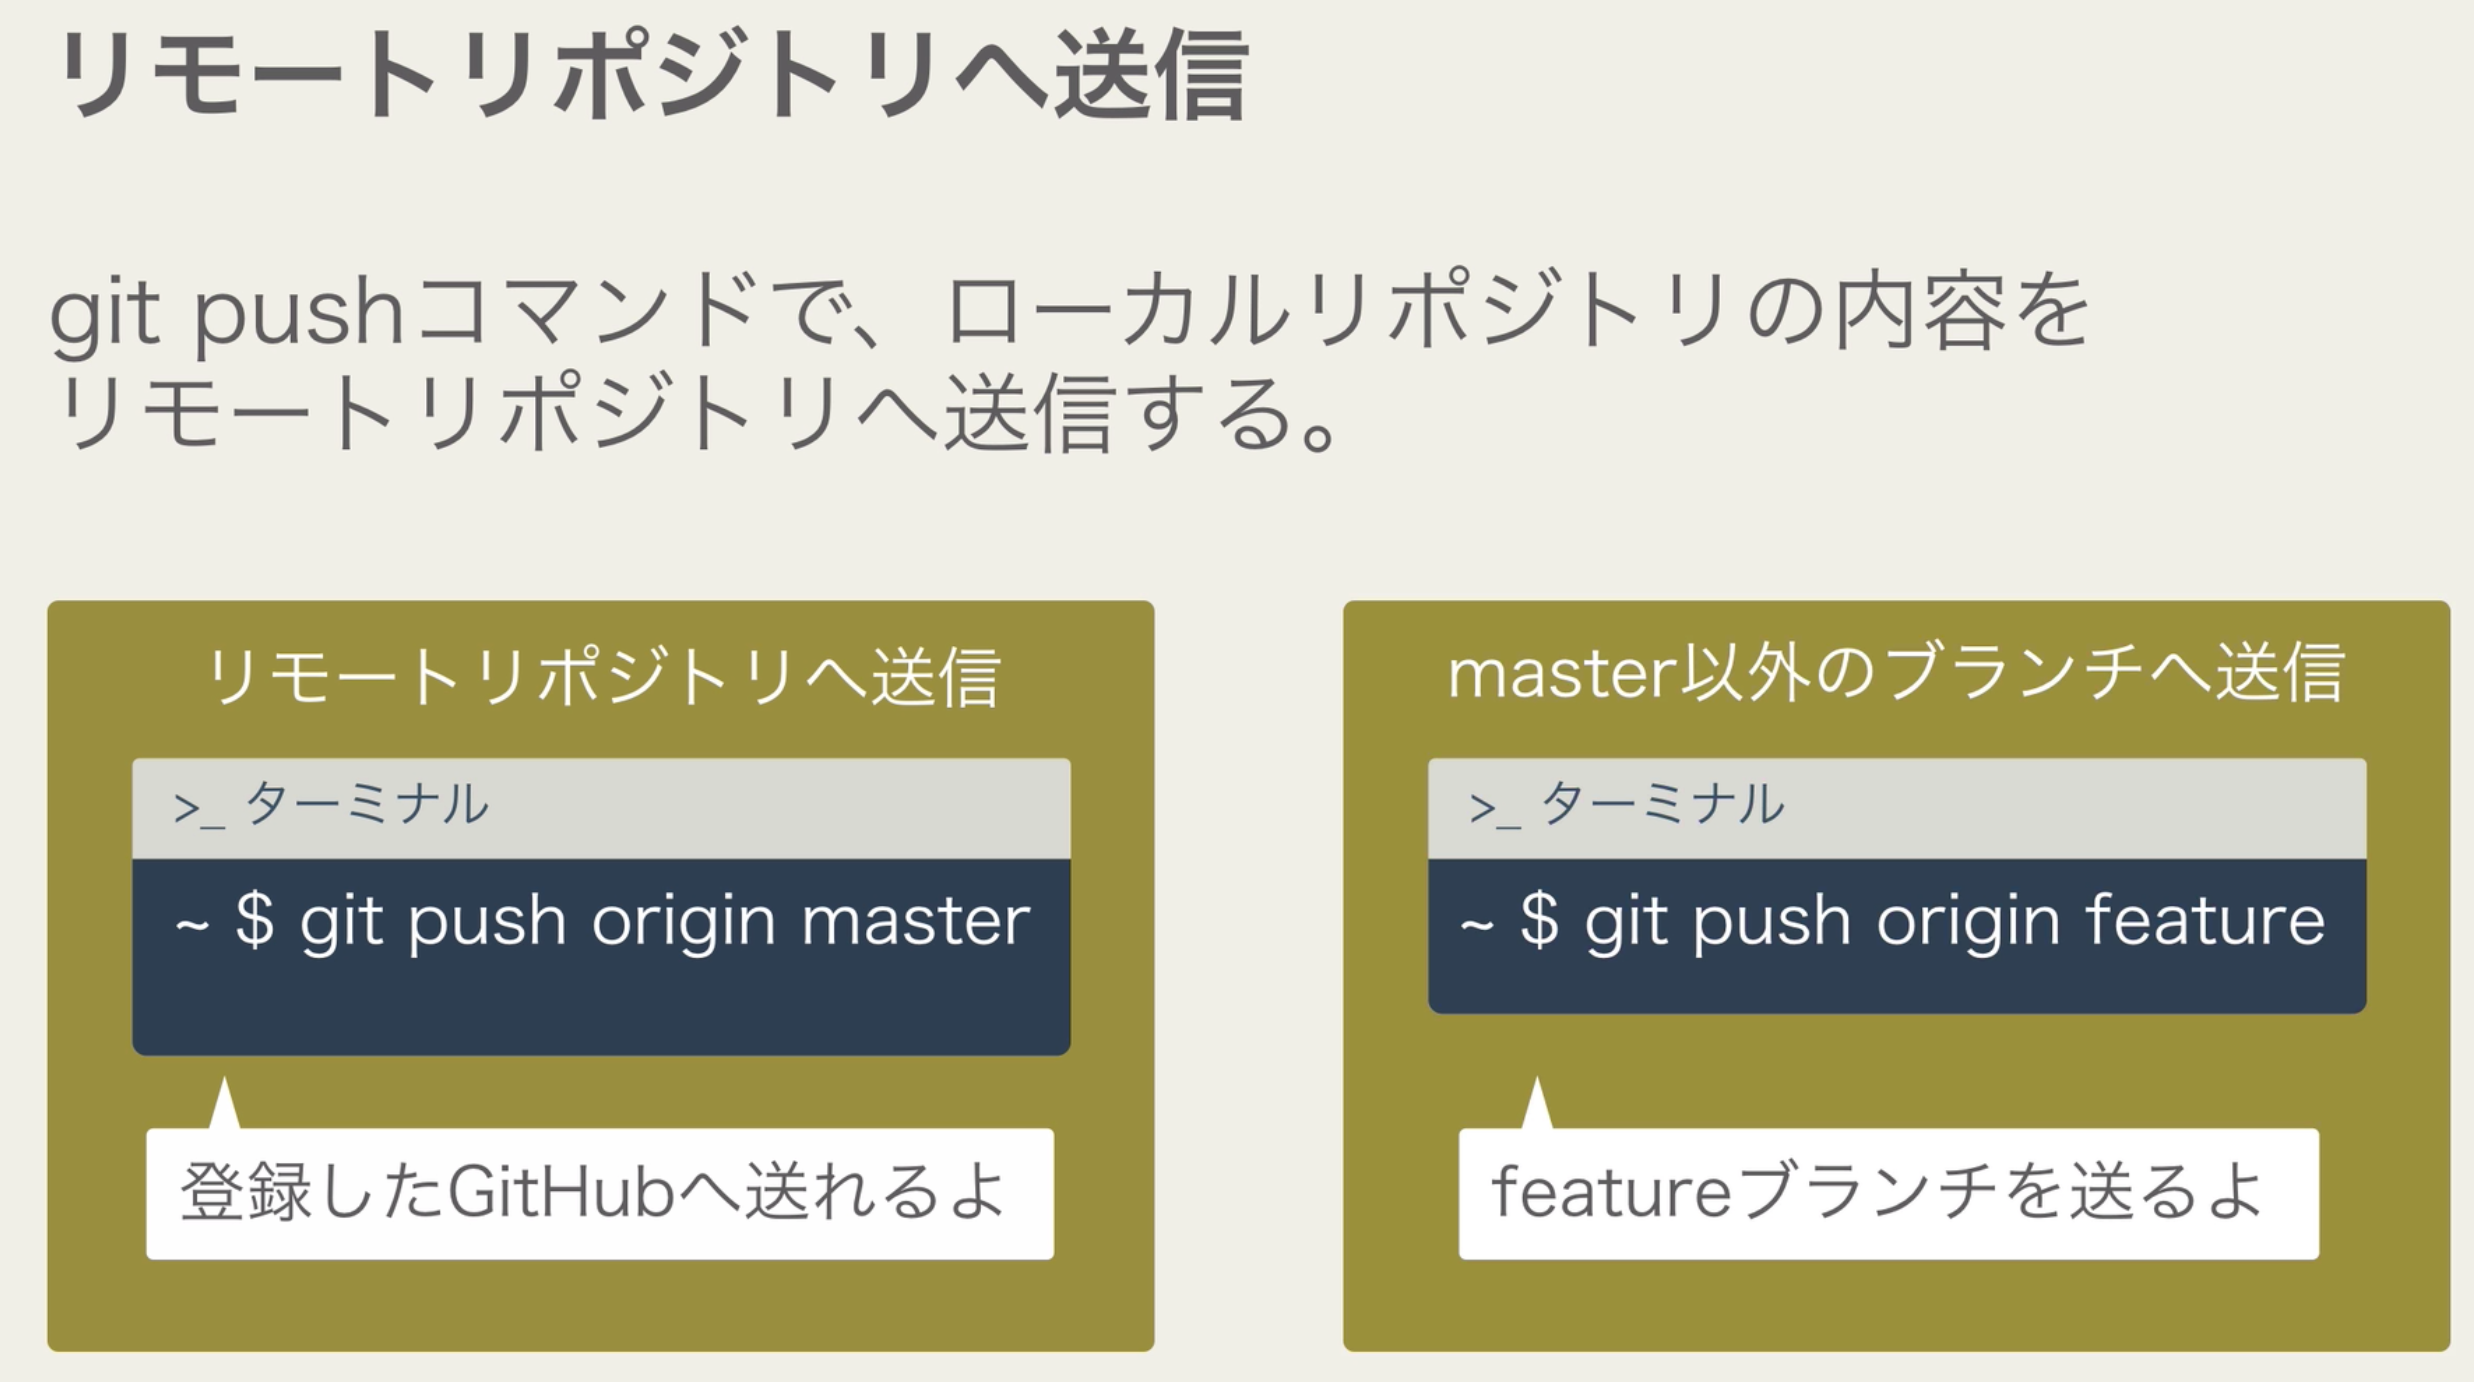 リモートリポジトリへ送信
git pushコマンドで、ローカルリポジトリの内容を
リモートリポジトリへ送信する。
リモートリポジトリへ送信
>_ ターミナル
~ $ git push origin master
登録したGitHubへ送れるよ
master以外のブランチへ送信
>_ ターミナル
~ $ git push origin feature
featureブランチを送るよ